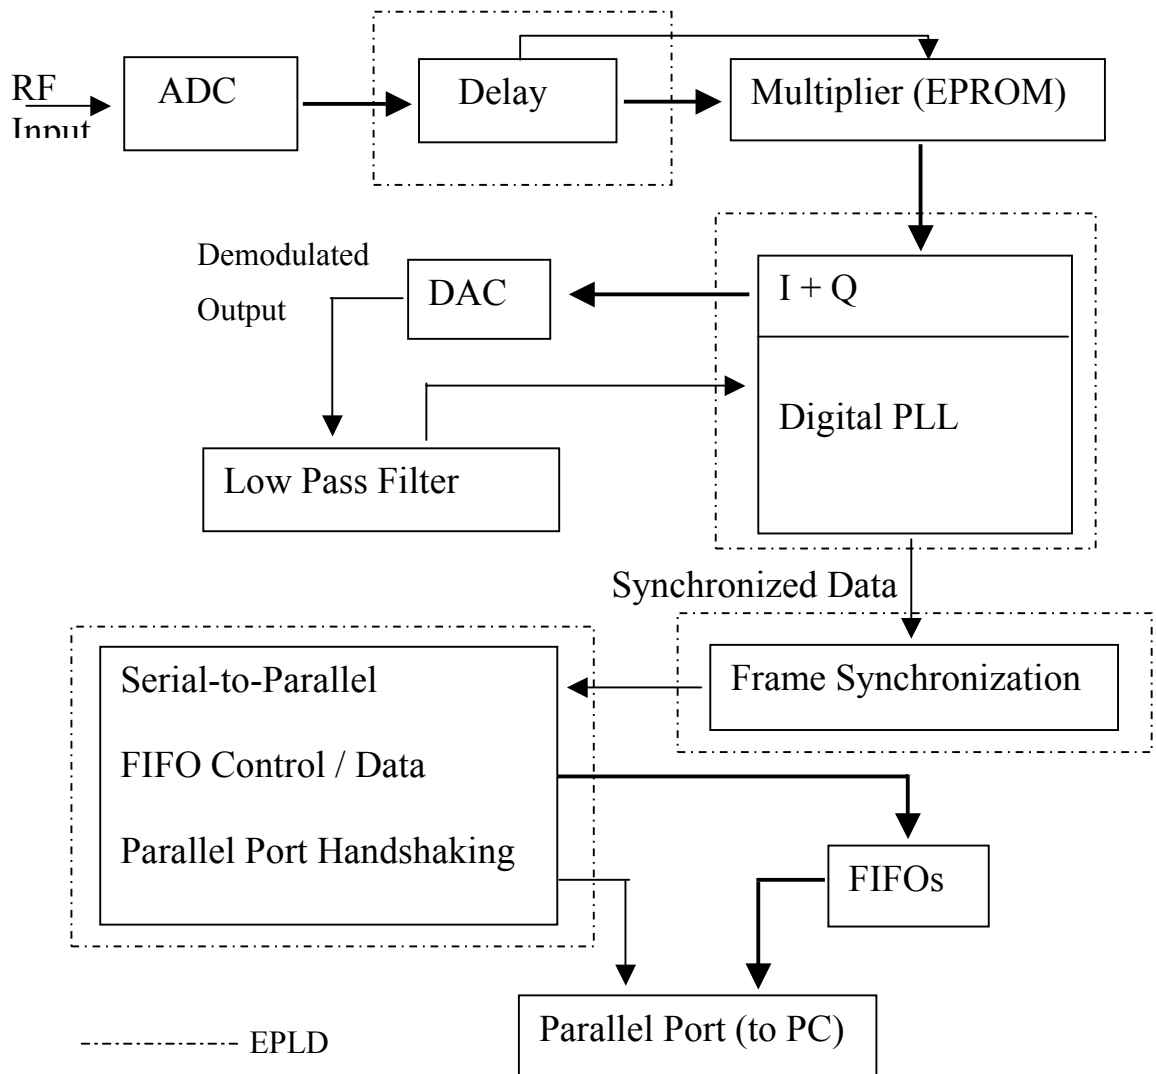 RF
Input
ADC
Delay
Multiplier (EPROM)
Demodulated
Output
DAC
I + Q
Digital PLL
Low Pass Filter
Synchronized Data
Frame Synchronization
Serial-to-Parallel
FIFO Control / Data
Parallel Port Handshaking
FIFOs
Parallel Port (to PC)
EPLD